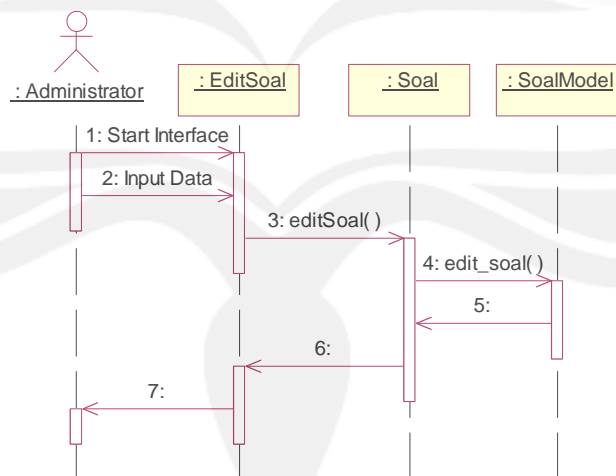 : Administrator
: EditSoal
: Soal
: SoalModel
1: Start Interface
2: Input Data
3: editSoal( )
4: edit_soal( )
5:
6:
7: